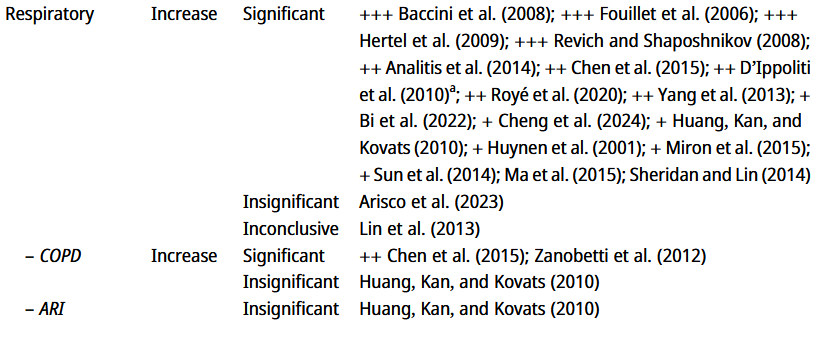 Respiratory Increase Significant +++ Baccini et al. (2008); +++ Fouillet et al. (2006); +++
Hertel et al. (2009); +++ Revich and Shaposhnikov (2008);
++ Analitis et al. (2014); ++ Chen et al. (2015); ++ D’Ippoliti
et al. (2010)ᵃ; ++ Royé et al. (2020); ++ Yang et al. (2013); +
Bi et al. (2022); + Cheng et al. (2024); + Huang, Kan, and
Kovats (2010); + Huynen et al. (2001); + Miron et al. (2015);
+ Sun et al. (2014); Ma et al. (2015); Sheridan and Lin (2014)
Insignificant Arisco et al. (2023)
Inconclusive Lin et al. (2013)
– COPD Increase Significant ++ Chen et al. (2015); Zanobetti et al. (2012)
Insignificant Huang, Kan, and Kovats (2010)
– ARI Insignificant Huang, Kan, and Kovats (2010)